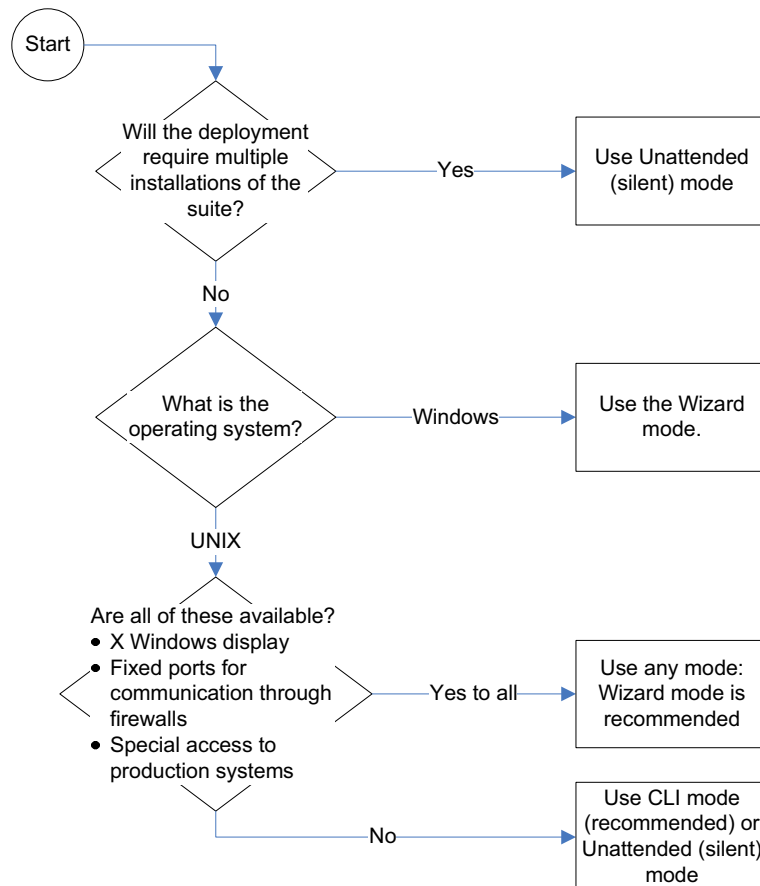 Start
Will the deployment
require multiple
installations of the
suite?
Yes
Use Unattended
(silent) mode
No
What is the
operating system?
Windows
Use the Wizard
mode.
UNIX
Are all of these available?
• X Windows display
• Fixed ports for
communication through
firewalls
• Special access to
production systems
Yes to all
Use any mode:
Wizard mode is
recommended
No
Use CLI mode
(recommended) or
Unattended (silent)
mode